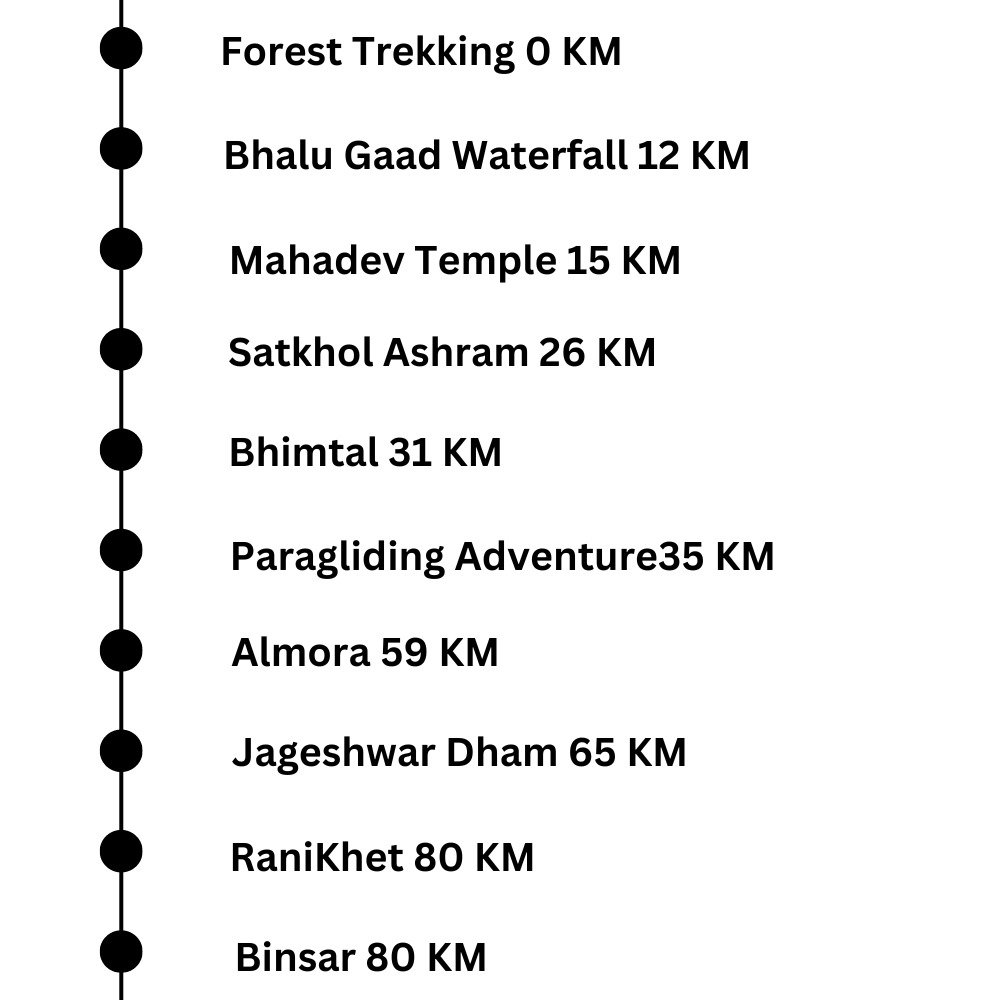 Forest Trekking 0 KM
Bhalu Gaad Waterfall 12 KM
Mahadev Temple 15 KM
Satkhol Ashram 26 KM
Bhimtal 31 KM
Paragliding Adventure35 KM
Almora 59 KM
Jageshwar Dham 65 KM
RaniKhet 80 KM
Binsar 80 KM